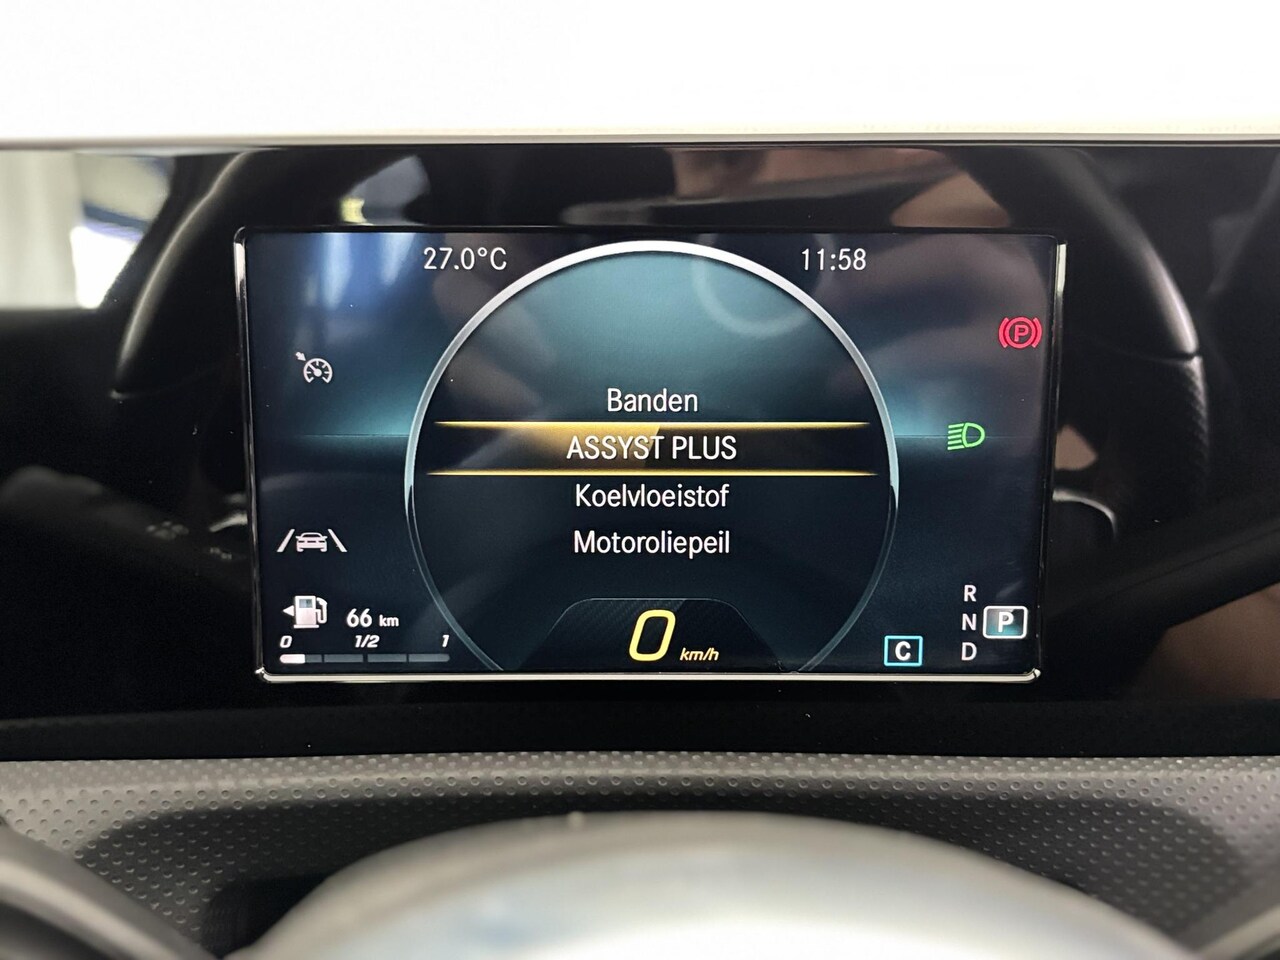 27.0°C 11:58
Banden
ASSYST PLUS
Koelvloeistof
Motoroliepeil
66 km
0 1/2 1
0 km/h
C
R
N P
D
P